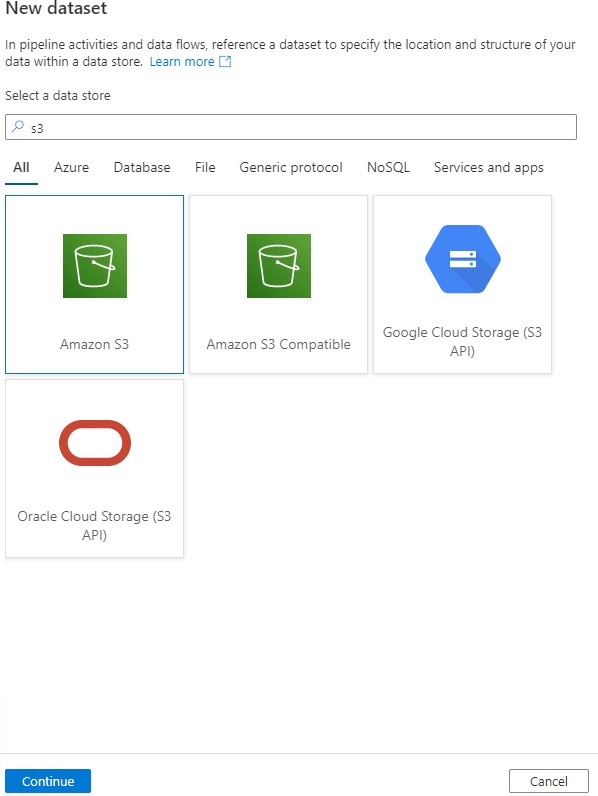 New dataset
In pipeline activities and data flows, reference a dataset to specify the location and structure of your
data within a data store. Learn more
Select a data store
s3
All Azure Database File Generic protocol NoSQL Services and apps
Amazon S3
Amazon S3 Compatible
Google Cloud Storage (S3
API)
Oracle Cloud Storage (S3
API)
Continue
Cancel